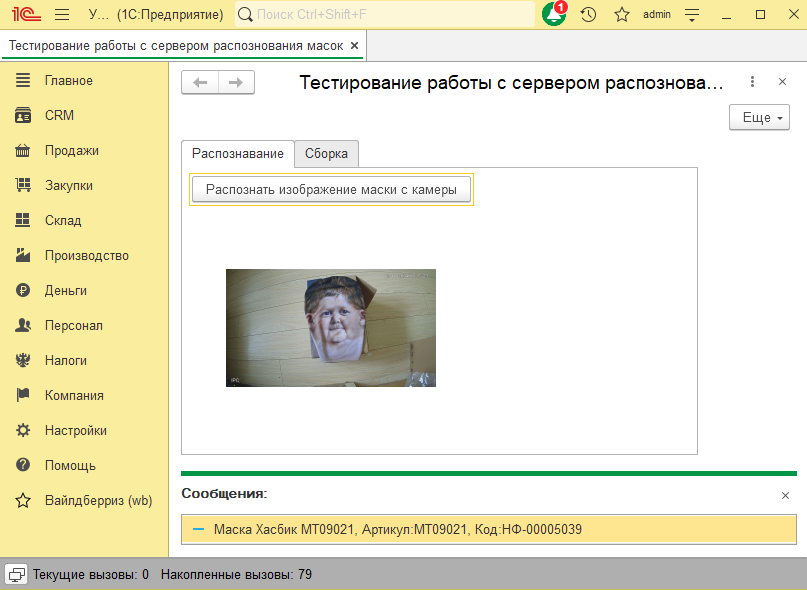 1С У... (1С:Предприятие) Поиск Ctrl+Shift+F 1 admin
Тестирование работы с сервером распознования масок ×
Главное
CRM
Продажи
Закупки
Склад
Производство
Деньги
Персонал
Налоги
Компания
Настройки
Помощь
Вайлдберриз (wb)
Тестирование работы с сервером распознова...
Еще
Распознавание Сборка
Распознать изображение маски с камеры
IPC
Сообщения:
Маска Хасбик МТ09021, Артикул:МТ09021, Код:НФ-00005039
Текущие вызовы: 0 Накопленные вызовы: 79